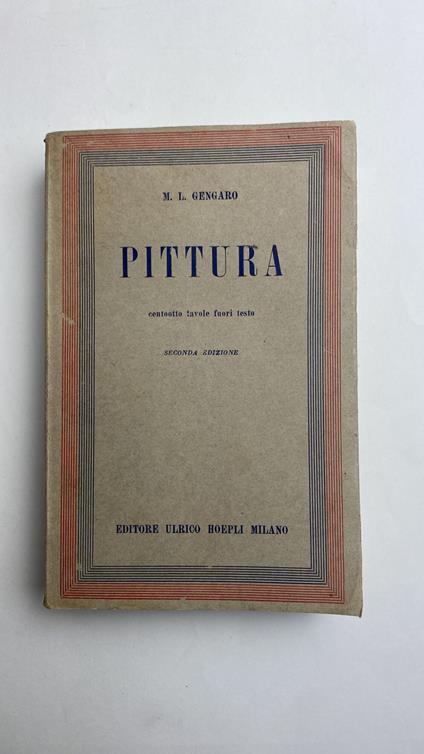 M. L. GENGARO
PITTURA
centootto tavole fuori testo
SECONDA EDIZIONE
EDITORE ULRICO HOEPLI MILANO